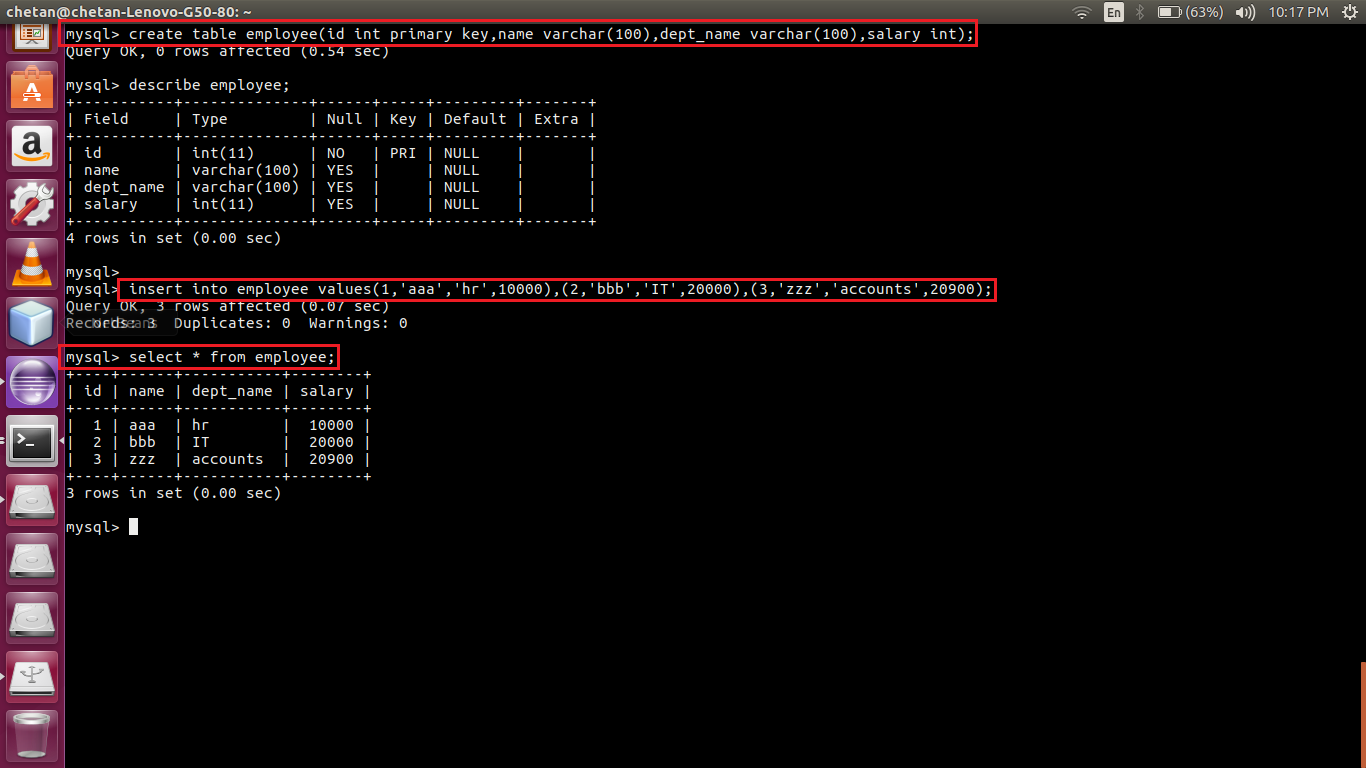 chetan@chetan-Lenovo-G50-80: ~ En (63%) 10:17 PM
mysql> create table employee(id int primary key,name varchar(100),dept_name varchar(100),salary int);
Query OK, 0 rows affected (0.54 sec)
mysql> describe employee;
+-----------+--------------+------+-----+---------+-------+
| Field     | Type         | Null | Key | Default | Extra |
+-----------+--------------+------+-----+---------+-------+
| id        | int(11)      | NO   | PRI | NULL    |       |
| name      | varchar(100) | YES  |     | NULL    |       |
| dept_name | varchar(100) | YES  |     | NULL    |       |
| salary    | int(11)      | YES  |     | NULL    |       |
+-----------+--------------+------+-----+---------+-------+
4 rows in set (0.00 sec)
mysql>
mysql> insert into employee values(1,'aaa','hr',10000),(2,'bbb','IT',20000),(3,'zzz','accounts',20900);
Query OK, 3 rows affected (0.07 sec)
Records: 3  Duplicates: 0  Warnings: 0
mysql> select * from employee;
+----+------+-----------+--------+
| id | name | dept_name | salary |
+----+------+-----------+--------+
|  1 | aaa  | hr        |  10000 |
|  2 | bbb  | IT        |  20000 |
|  3 | zzz  | accounts  |  20900 |
+----+------+-----------+--------+
3 rows in set (0.00 sec)
mysql>